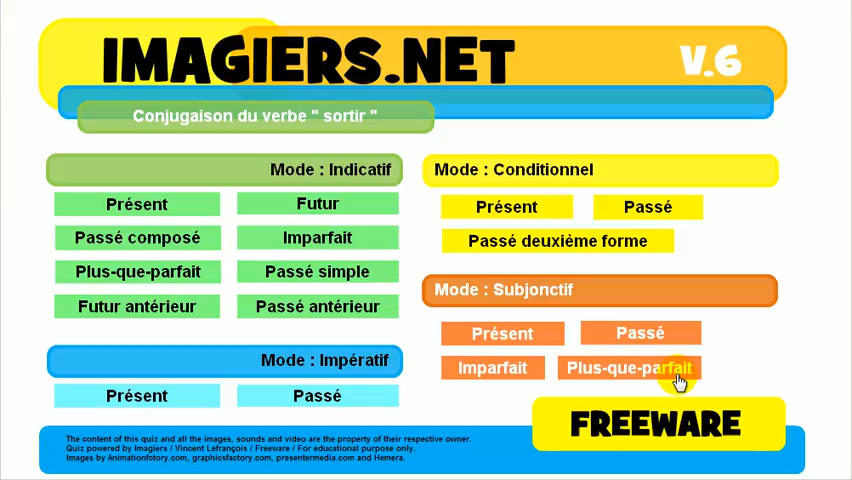 IMAGIERS.NET
V.6
Conjugaison du verbe " sortir "
Mode : Indicatif
Présent
Futur
Passé composé
Imparfait
Plus-que-parfait
Passé simple
Futur antérieur
Passé antérieur
Mode : Impératif
Présent
Passé
Mode : Conditionnel
Présent
Passé
Passé deuxième forme
Mode : Subjonctif
Présent
Passé
Imparfait
Plus-que-parfait
FREEWARE
The content of this quiz and all the images, sounds and video are the property of their respective owner.
Quiz powered by Imagiers / Vincent Lefrançois / Freeware / For educational purpose only.
Images by Animationfctory.com, graphicsfactory.com, presentermedia.com and Hemera.